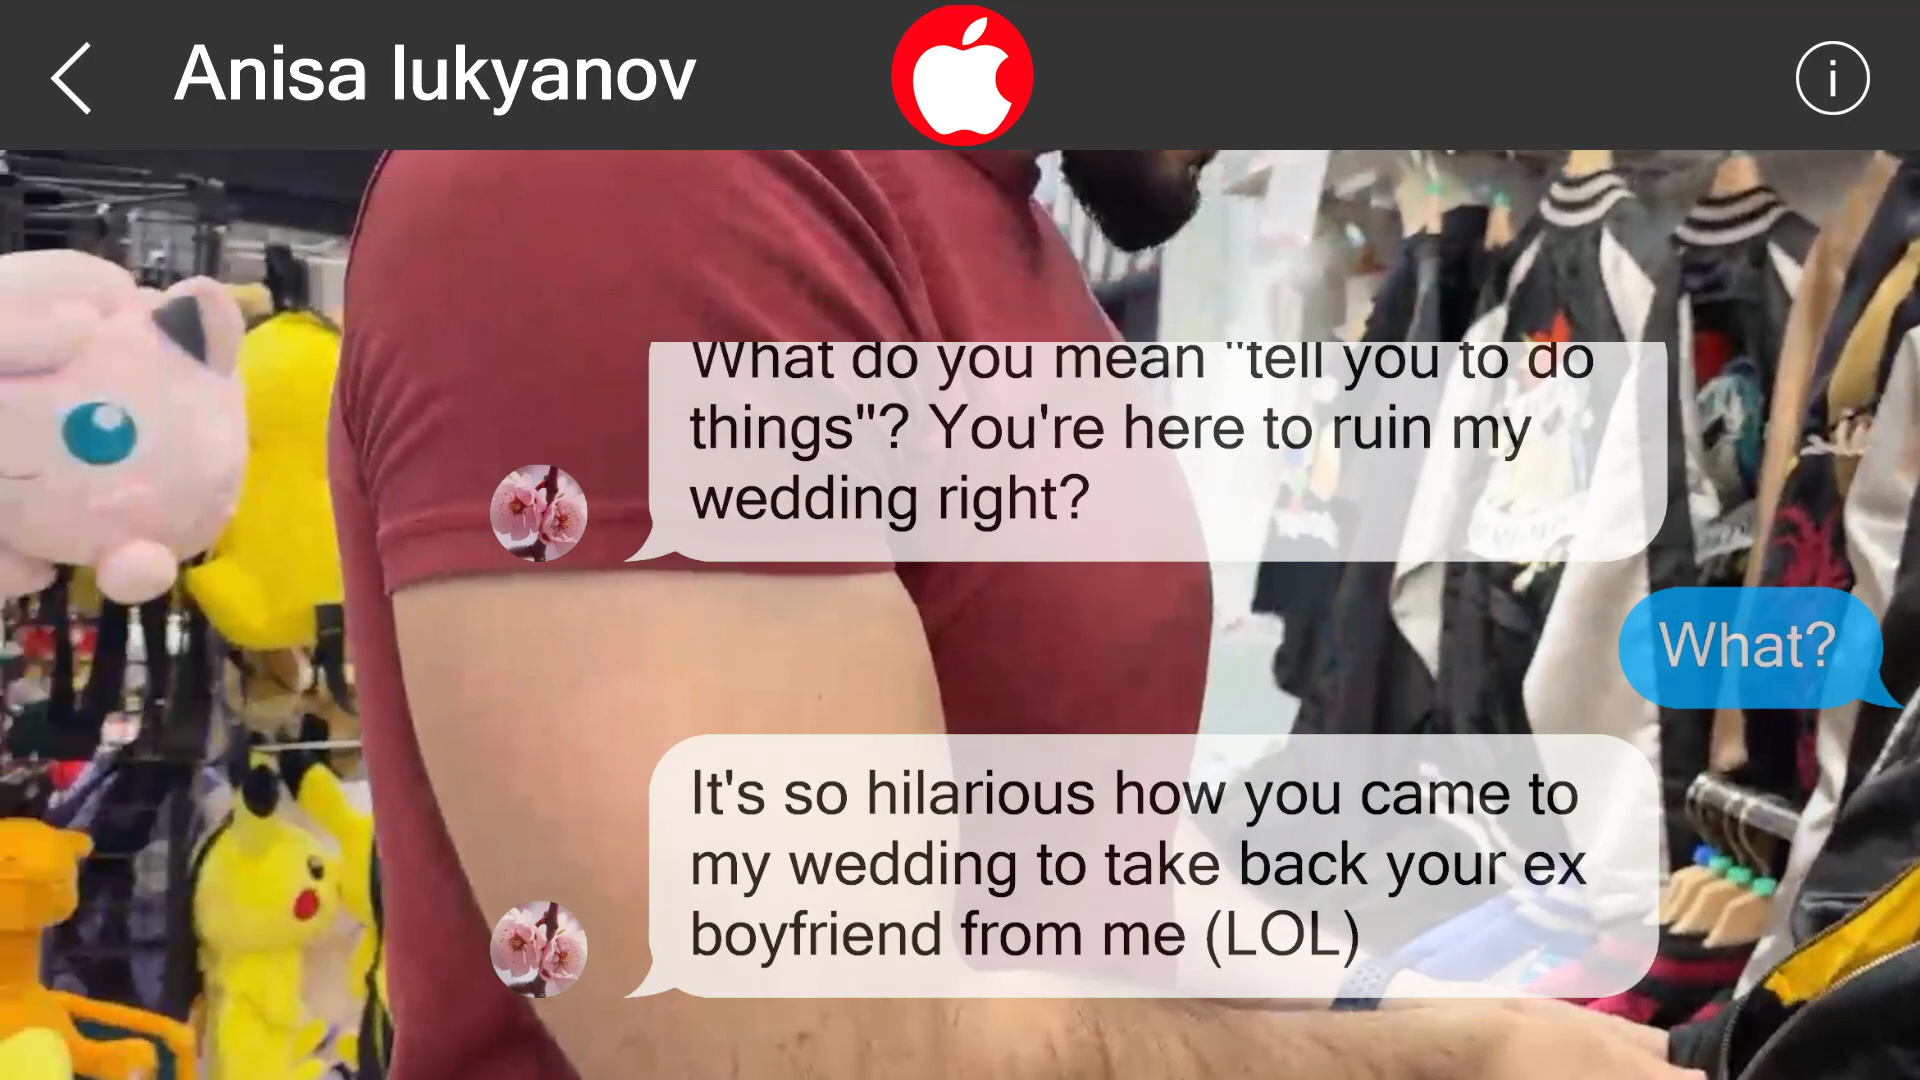 Anisa lukyanov
What do you mean "tell you to do
things"? You're here to ruin my
wedding right?
What?
It's so hilarious how you came to
my wedding to take back your ex
boyfriend from me (LOL)